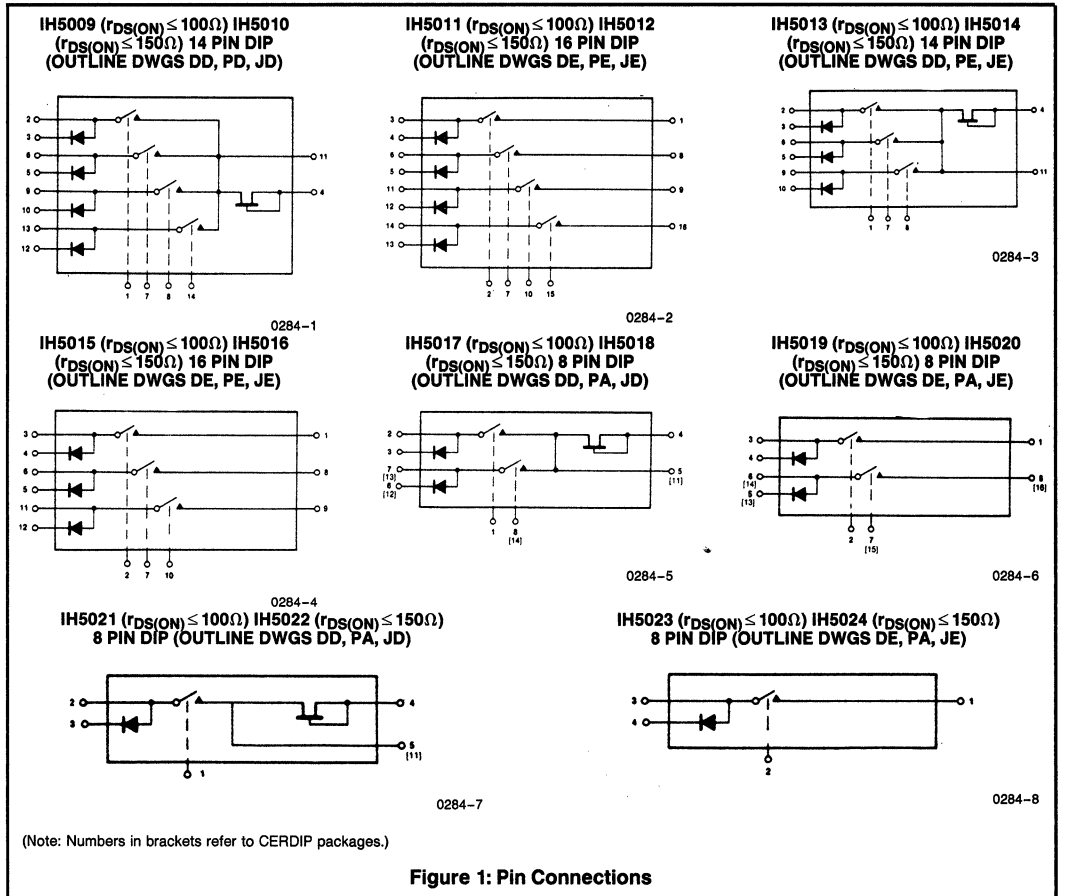 IH5009 (rDS(ON) ≤ 100Ω) IH5010
(rDS(ON) ≤ 150Ω) 14 PIN DIP
(OUTLINE DWGS DD, PD, JD)
2
3
6
5
9
10
13
12
11
4
1 7 8 14
0284–1
IH5011 (rDS(ON) ≤ 100Ω) IH5012
(rDS(ON) ≤ 150Ω) 16 PIN DIP
(OUTLINE DWGS DE, PE, JE)
3
4
6
5
11
12
14
13
1
8
9
16
2 7 10 15
0284–2
IH5013 (rDS(ON) ≤ 100Ω) IH5014
(rDS(ON) ≤ 150Ω) 14 PIN DIP
(OUTLINE DWGS DD, PE, JE)
2
3
6
5
9
10
4
11
1 7 8
0284–3
IH5015 (rDS(ON) ≤ 100Ω) IH5016
(rDS(ON) ≤ 150Ω) 16 PIN DIP
(OUTLINE DWGS DE, PE, JE)
3
4
6
5
11
12
1
8
9
2 7 10
0284–4
IH5017 (rDS(ON) ≤ 100Ω) IH5018
(rDS(ON) ≤ 150Ω) 8 PIN DIP
(OUTLINE DWGS DD, PA, JD)
2
3
7
[13]
6
[12]
4
5
[11]
1 8
[14]
0284–5
IH5019 (rDS(ON) ≤ 100Ω) IH5020
(rDS(ON) ≤ 150Ω) 8 PIN DIP
(OUTLINE DWGS DE, PA, JE)
3
4
6
[14]
5
[13]
1
8
[16]
2 7
[15]
0284–6
IH5021 (rDS(ON) ≤ 100Ω) IH5022 (rDS(ON) ≤ 150Ω)
8 PIN DIP (OUTLINE DWGS DD, PA, JD)
2
3
4
5
[11]
1
0284–7
IH5023 (rDS(ON) ≤ 100Ω) IH5024 (rDS(ON) ≤ 150Ω)
8 PIN DIP (OUTLINE DWGS DE, PA, JE)
3
4
1
2
0284–8
(Note: Numbers in brackets refer to CERDIP packages.)
Figure 1: Pin Connections